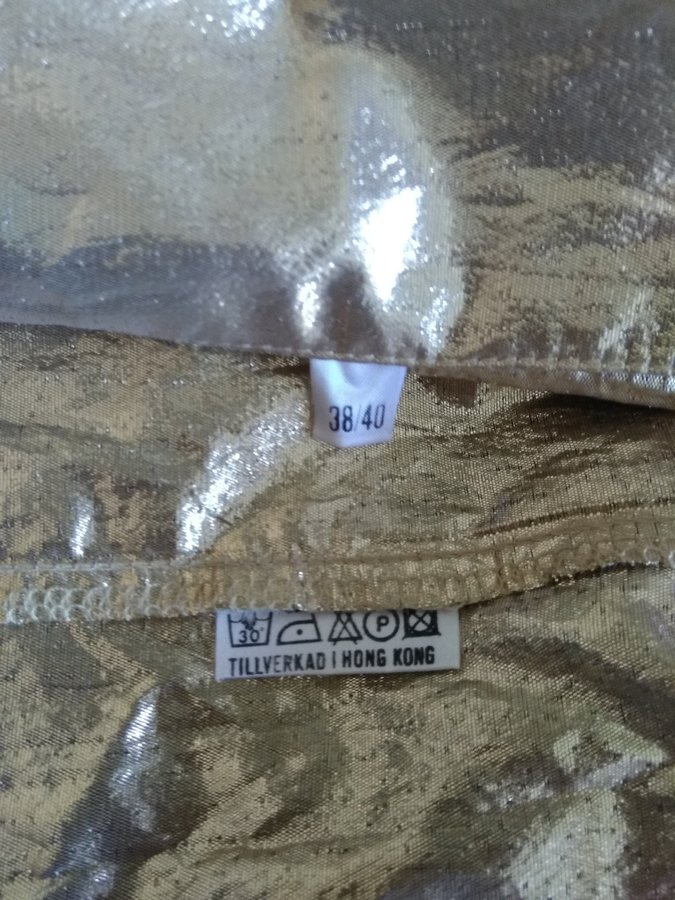 38/40
30° P
TILLVERKAD I HONG KONG